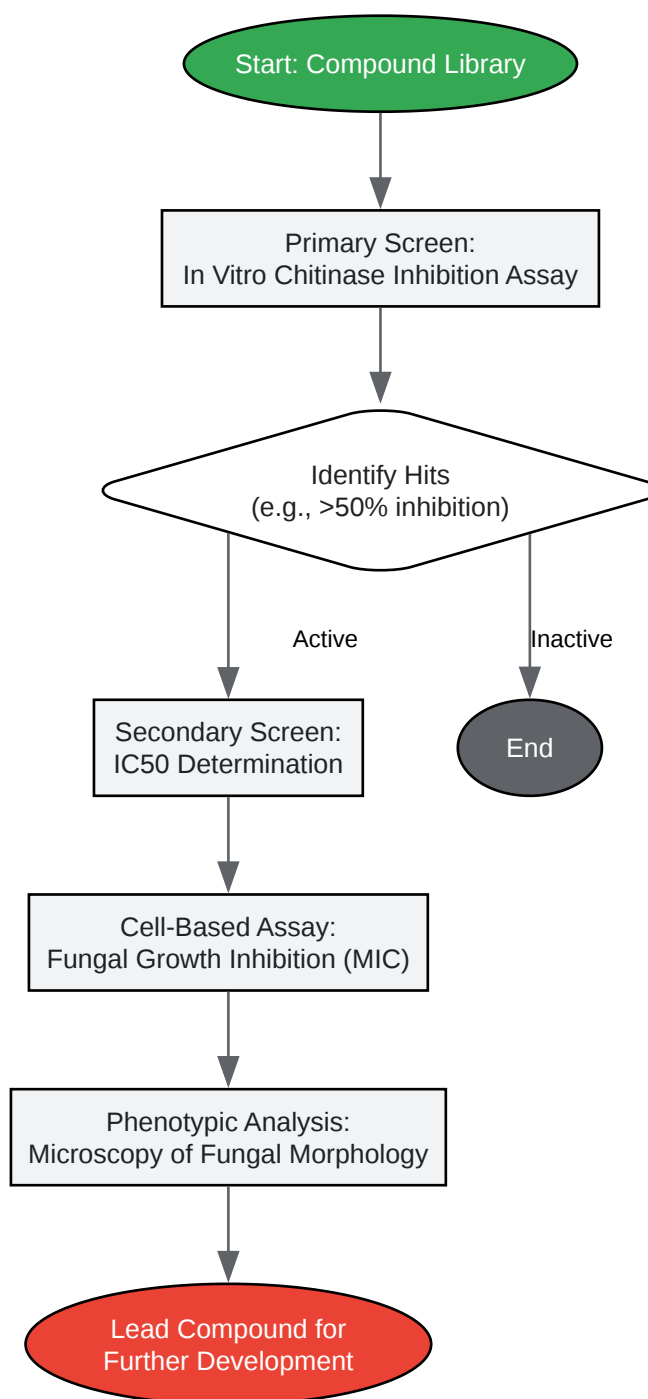 Start: Compound Library
Primary Screen:
In Vitro Chitinase Inhibition Assay
Identify Hits
(e.g., >50% inhibition)
Active
Inactive
Secondary Screen:
IC50 Determination
End
Cell-Based Assay:
Fungal Growth Inhibition (MIC)
Phenotypic Analysis:
Microscopy of Fungal Morphology
Lead Compound for
Further Development